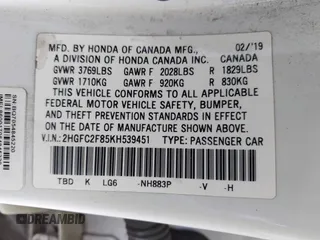 MFD. BY HONDA OF CANADA MFG., 02/'19
A DIVISION OF HONDA CANADA INC. CANADA
GVWR 3769LBS GAWR F 2028LBS R 1829LBS
GVWR 1710KG GAWR F 920KG R 830KG
THIS VEHICLE CONFORMS TO ALL APPLICABLE
FEDERAL MOTOR VEHICLE SAFETY, BUMPER,
AND THEFT PREVENTION STANDARDS IN EFFECT
ON THE DATE OF MANUFACTURE SHOWN ABOVE.
V.I.N.: 2HGFC2F85KH539451 TYPE: PASSENGER CAR
TBD K LG6 -NH883P -V -H
BIDFAX